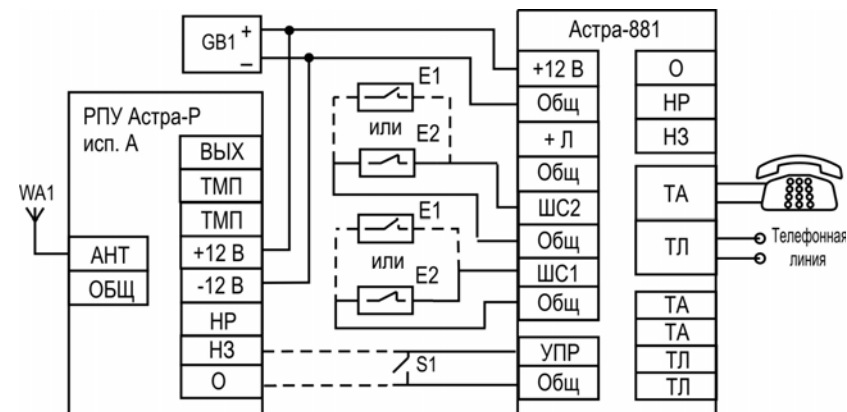 GB1
+
–
РПУ Астра-Р
исп. А
ВЫХ
ТМП
ТМП
+12 В
-12 В
НР
НЗ
О
WA1
АНТ
ОБЩ
E1
или
E2
E1
или
E2
S1
Астра-881
+12 В
Общ
+ Л
Общ
ШС2
Общ
ШС1
Общ
УПР
Общ
О
НР
НЗ
ТА
ТЛ
ТА
ТА
ТЛ
ТЛ
Телефонная
линия